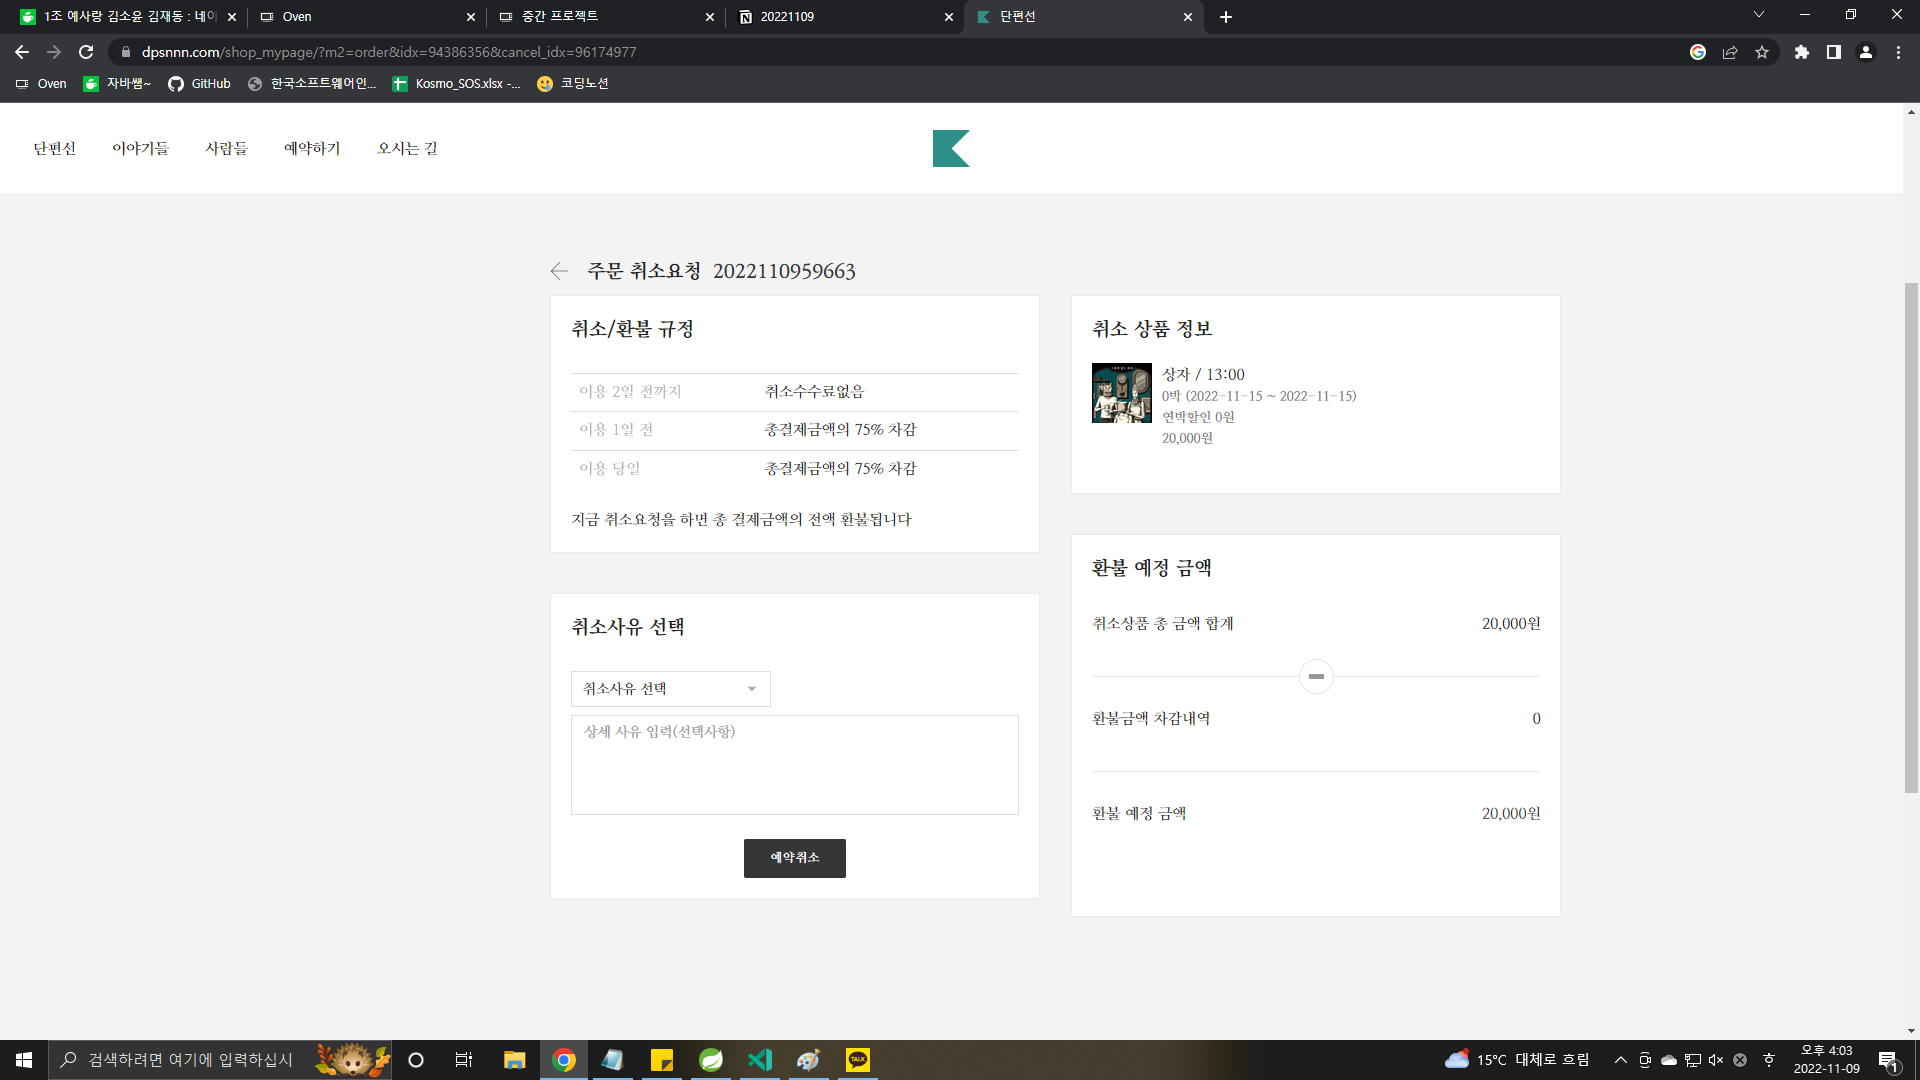 1조 예사랑 김소윤 김재동 : 네이
Oven
중간 프로젝트
20221109
단편선
dpsnnn.com/shop_mypage/?m2=order&idx=94386356&cancel_idx=96174977
Oven
자바쌤~
GitHub
한국소프트웨어인...
Kosmo_SOS.xlsx -...
코딩노션
단편선
이야기들
사람들
예약하기
오시는 길
주문 취소요청 2022110959663
취소/환불 규정
이용 2일 전까지 취소수수료없음
이용 1일 전 총결제금액의 75% 차감
이용 당일 총결제금액의 75% 차감
지금 취소요청을 하면 총 결제금액의 전액 환불됩니다
취소사유 선택
취소사유 선택
상세 사유 입력(선택사항)
예약취소
취소 상품 정보
상자 / 13:00
0박 (2022-11-15 ~ 2022-11-15)
연박할인 0원
20,000원
환불 예정 금액
취소상품 총 금액 합계 20,000원
환불금액 차감내역 0
환불 예정 금액 20,000원
검색하려면 여기에 입력하십시
TALK
15°C 대체로 흐림
오후 4:03
2022-11-09
1